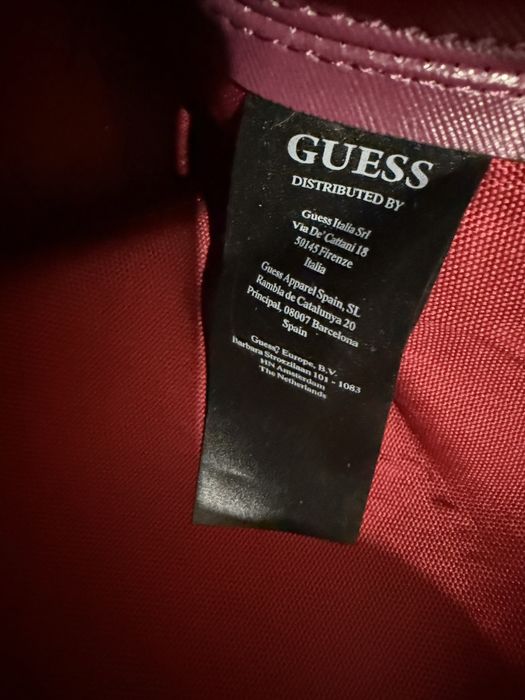 GUESS
DISTRIBUTED BY
Guess Italia Srl
Via De' Cattani 18
50145 Firenze
Italia
Guess Apparel Spain, SL
Rambla de Catalunya 20
Principal, 08007 Barcelona
Spain
Guess? Europe, B.V.
Barbara Strozzilaan 101 - 1083
HN Amsterdam
The Netherlands